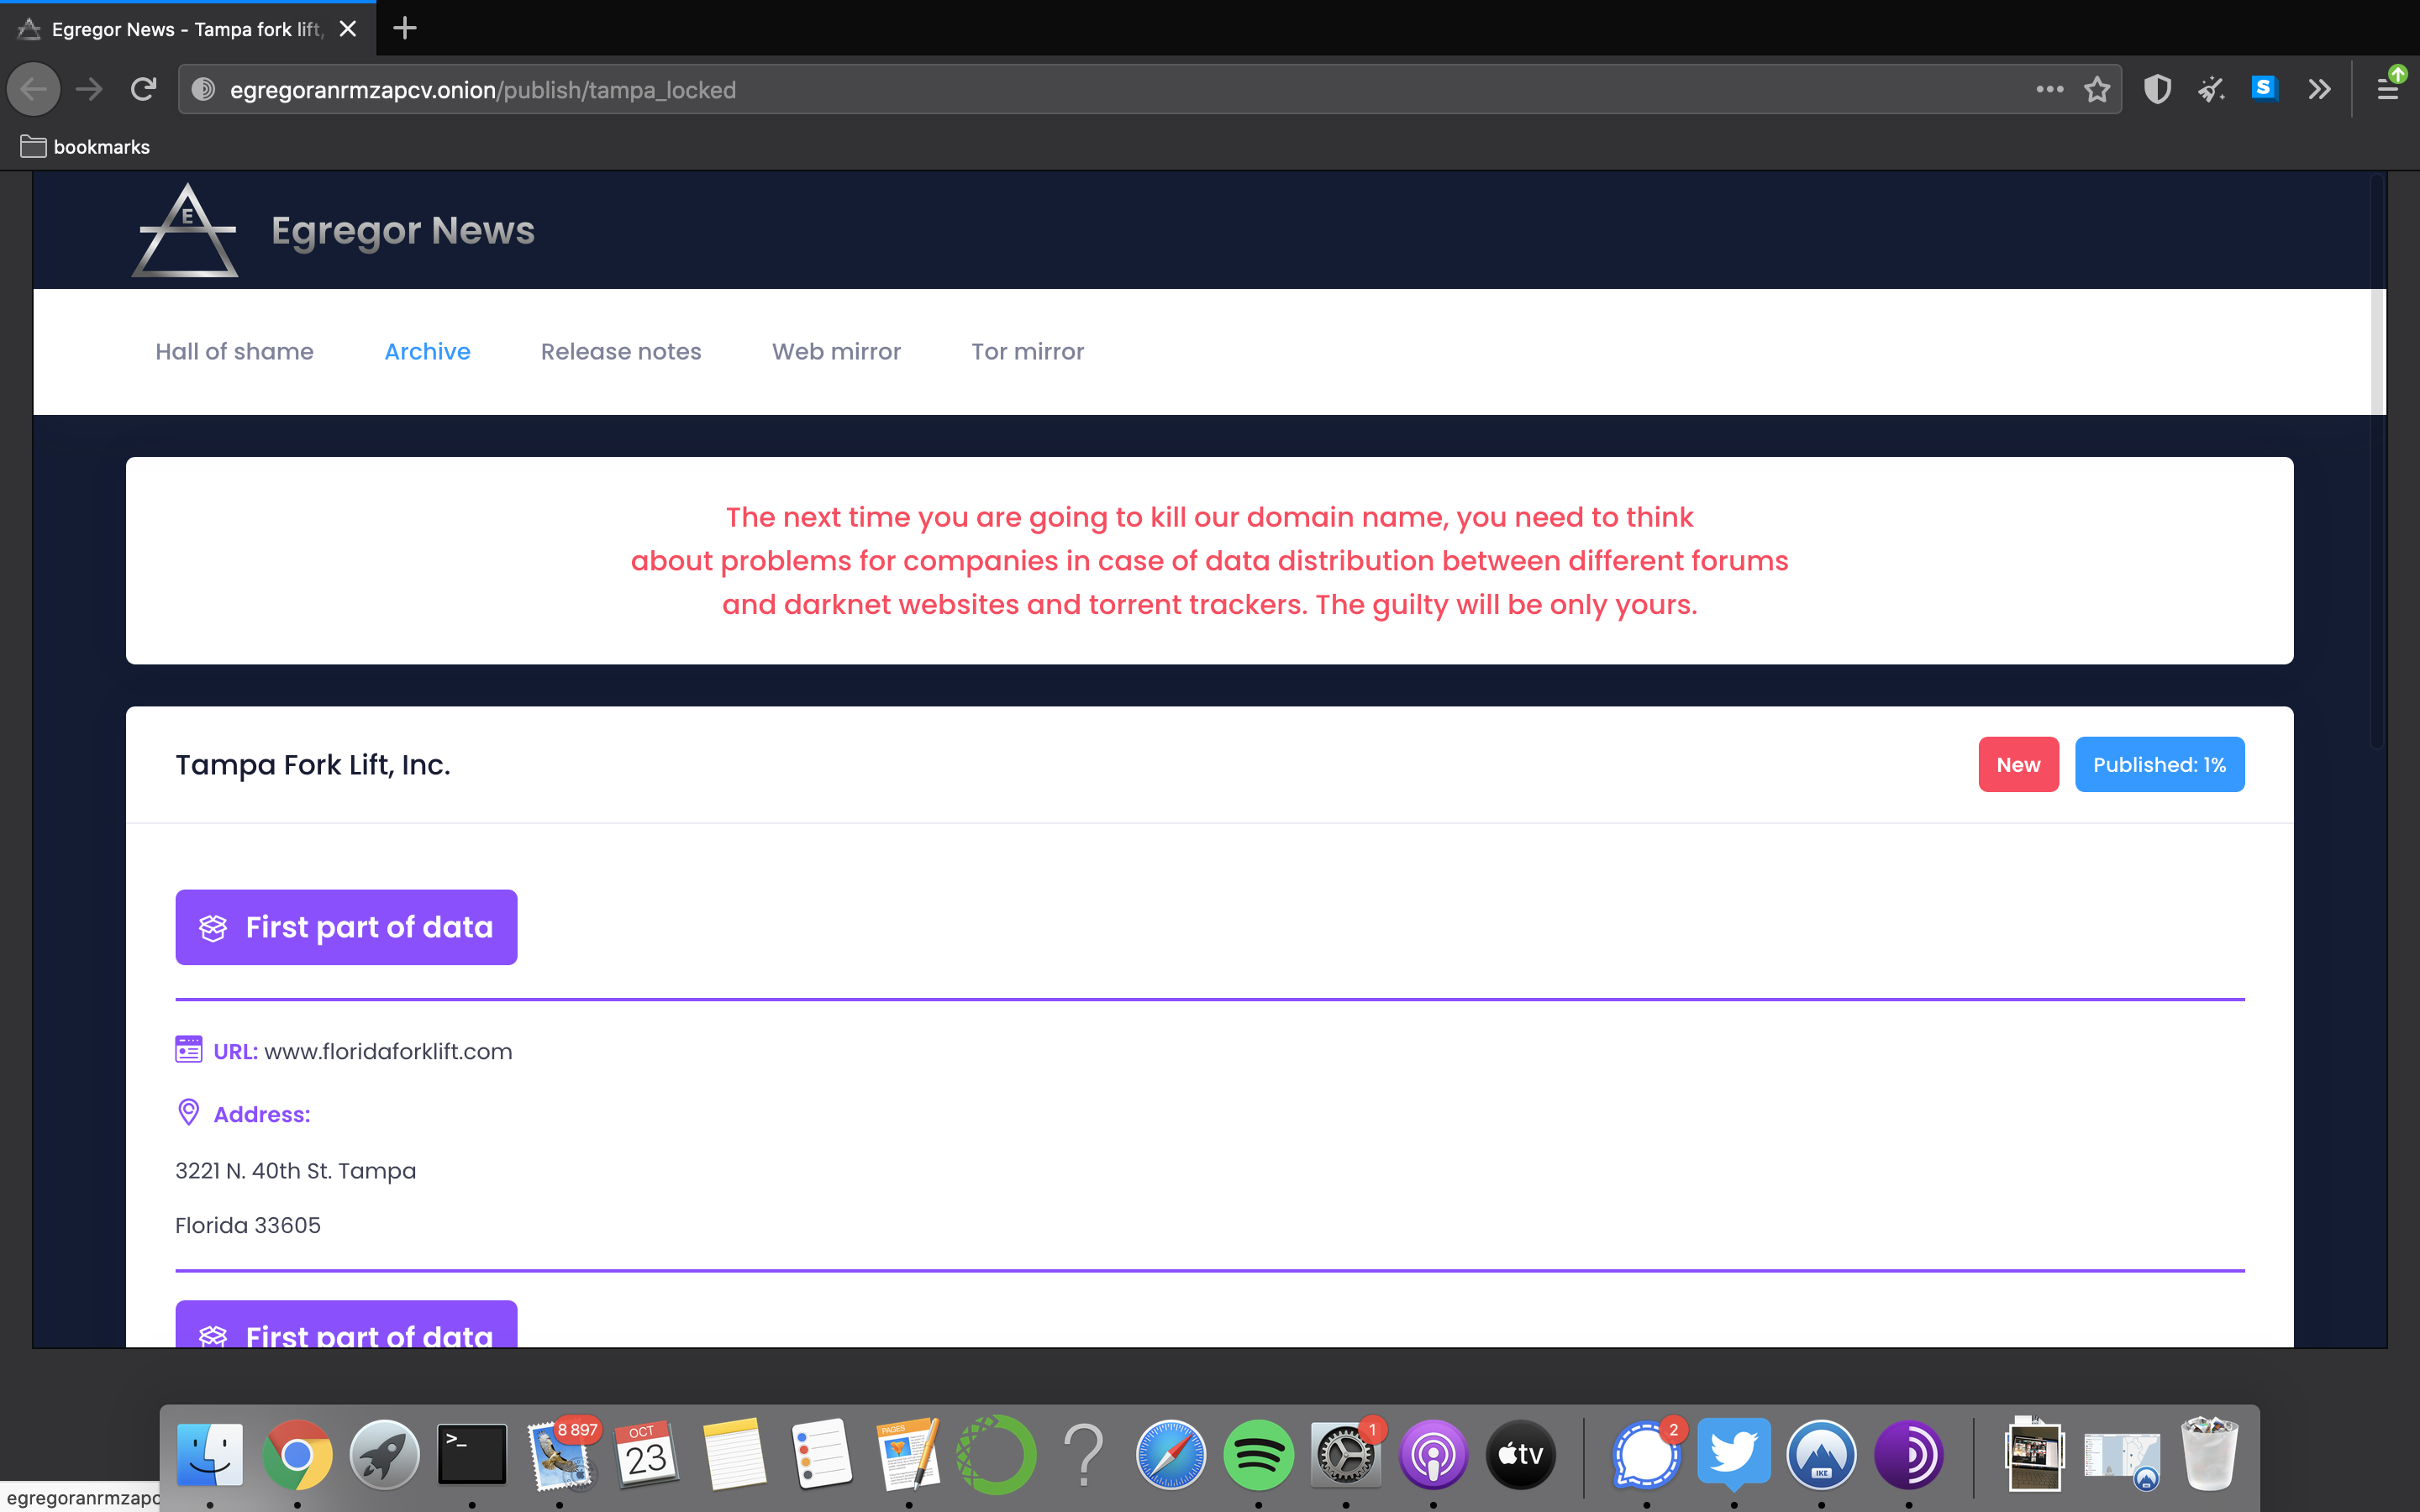 Egregor News - Tampa fork lift,
egregoranrmzapcv.onion/publish/tampa_locked
S
bookmarks
E
Egregor News
Hall of shame
Archive
Release notes
Web mirror
Tor mirror
The next time you are going to kill our domain name, you need to think
about problems for companies in case of data distribution between different forums
and darknet websites and torrent trackers. The guilty will be only yours.
Tampa Fork Lift, Inc.
New
Published: 1%
First part of data
URL: www.floridaforklift.com
Address:
3221 N. 40th St. Tampa
Florida 33605
First part of data
>_
8 897
OCT
23
PAGES
?
1
tv
2
IKE
egregoranrmzapc